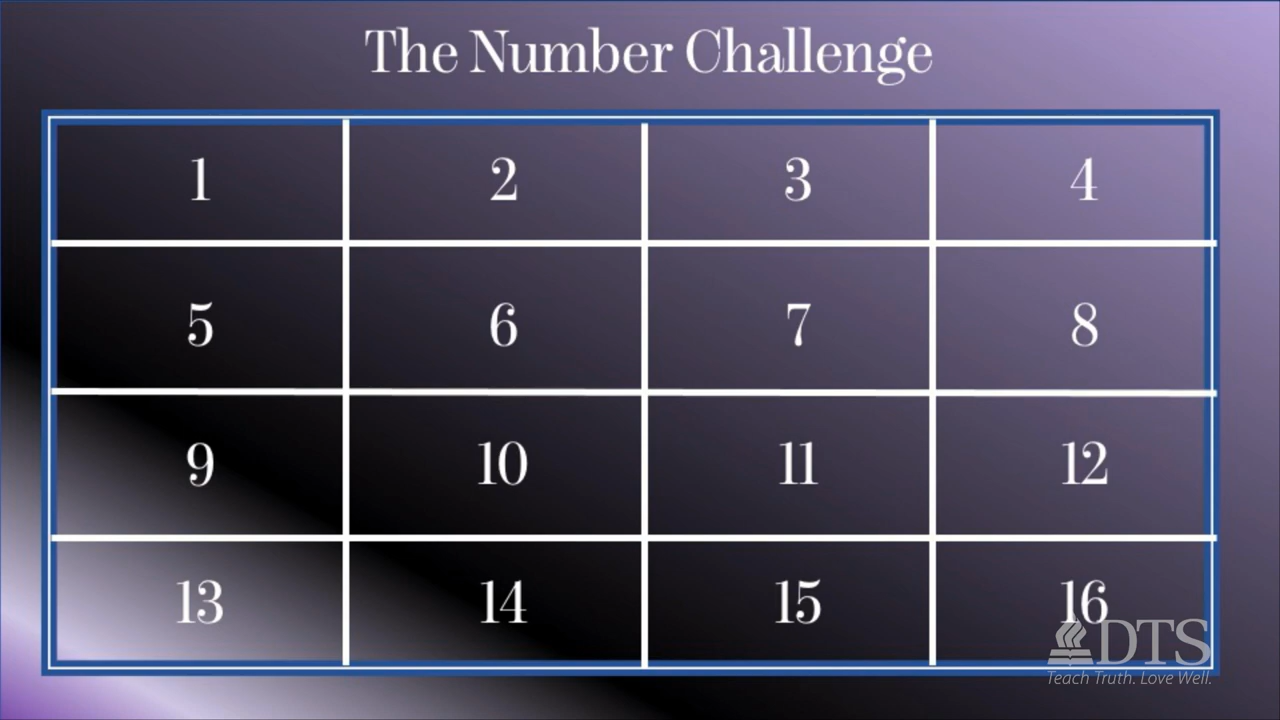 The Number Challenge
1 2 3 4
5 6 7 8
9 10 11 12
13 14 15 16
DTS
Teach Truth. Love Well.